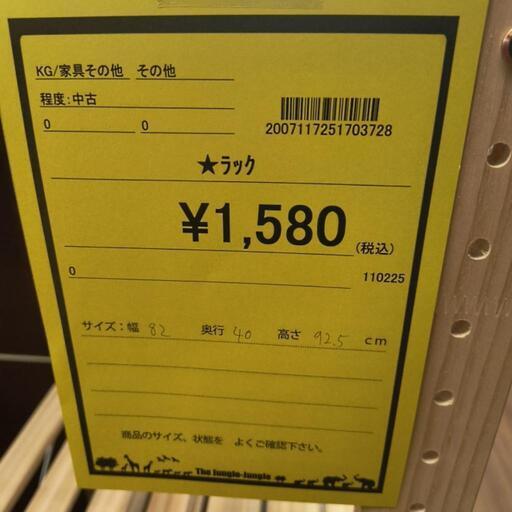 KG/家具その他 その他
程度:中古
0 0
2007117251703728
★ラック
¥1,580(税込)
0 110225
サイズ:幅 82 奥行 40 高さ 92.5 cm
商品のサイズ、状態を よくご確認下さい。
The Jungle-Jungle